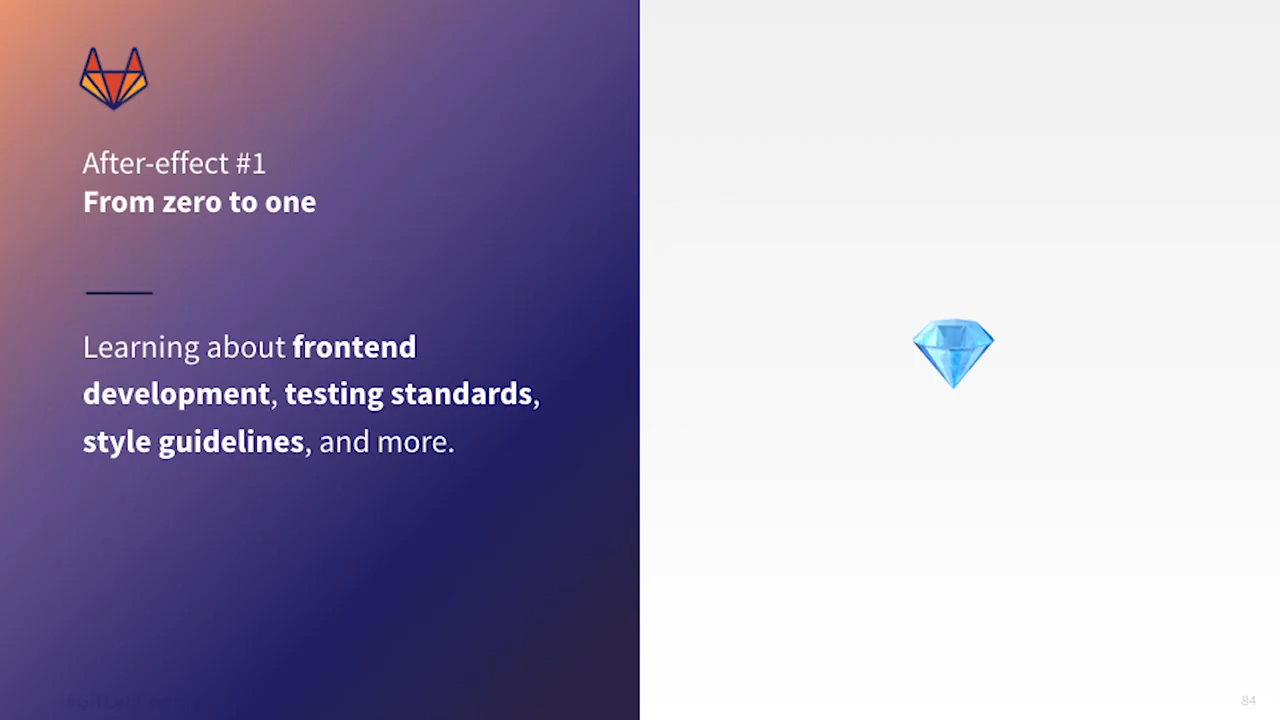 After-effect #1
From zero to one
Learning about frontend
development, testing standards,
style guidelines, and more.
84